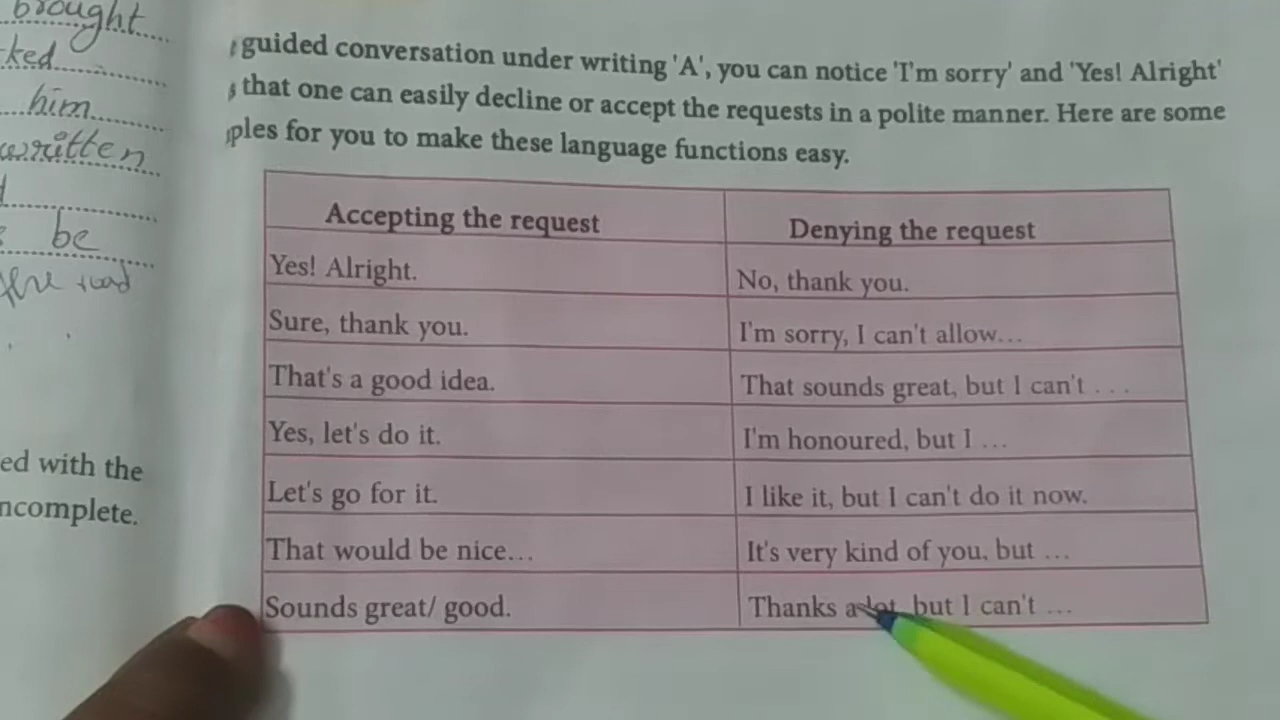 brought
ked
him
written
be
the road
ed with the
ncomplete.
guided conversation under writing 'A', you can notice 'I'm sorry' and 'Yes! Alright'
that one can easily decline or accept the requests in a polite manner. Here are some
ples for you to make these language functions easy.
Accepting the request Denying the request
Yes! Alright. No, thank you.
Sure, thank you. I'm sorry, I can't allow...
That's a good idea. That sounds great, but I can't . . .
Yes, let's do it. I'm honoured, but I ...
Let's go for it. I like it, but I can't do it now.
That would be nice... It's very kind of you, but ...
Sounds great/ good. Thanks a lot, but I can't ...